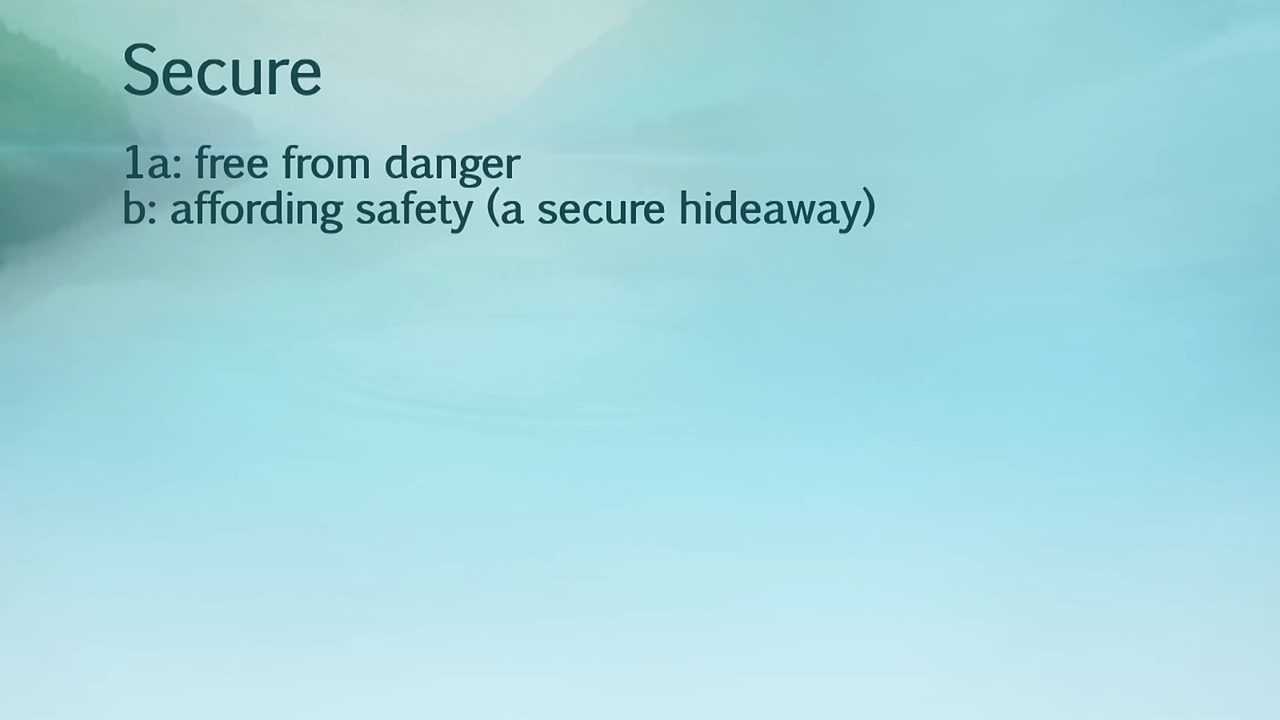 Secure
1a: free from danger
b: affording safety (a secure hideaway)